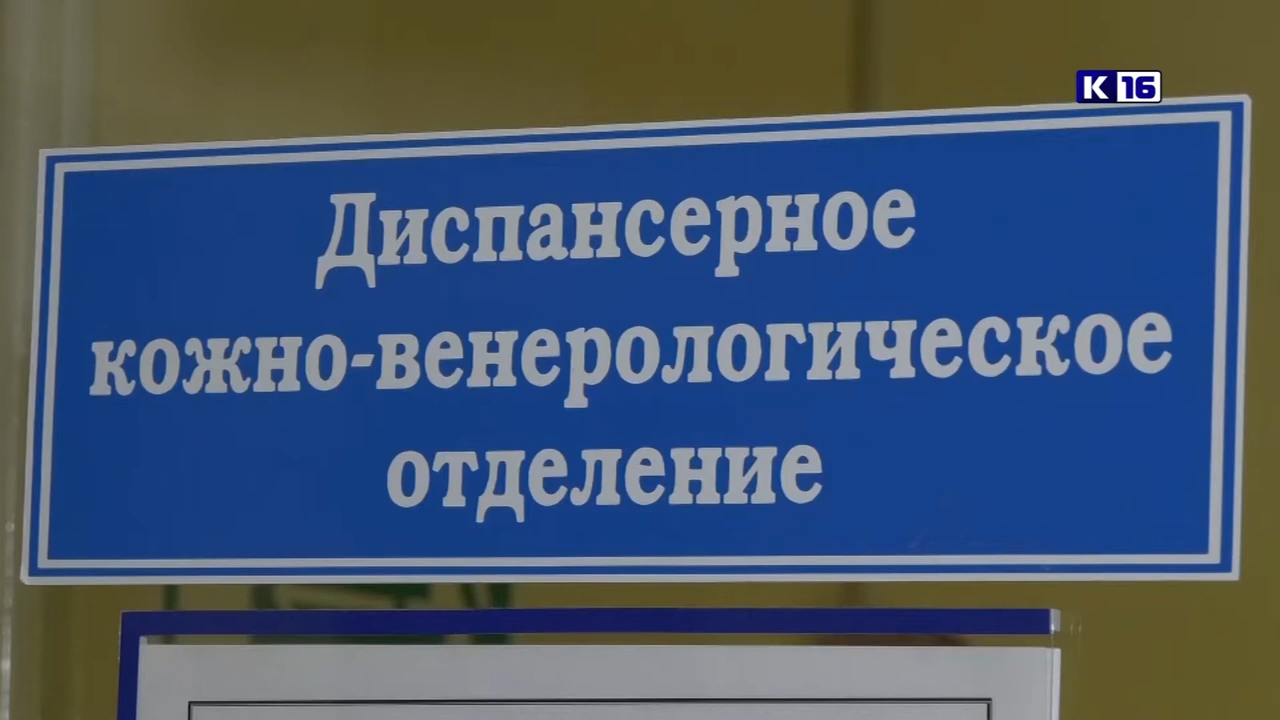 К 16
Диспансерное
кожно-венерологическое
отделение